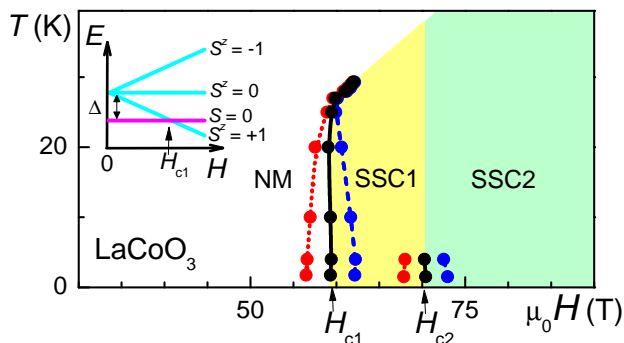 T (K)
E
S^z = -1
S^z = 0
Δ
S = 0
S^z = +1
0
H_c1
H
20
NM
SSC1
SSC2
LaCoO_3
0
50
75
μ_0H (T)
H_c1
H_c2